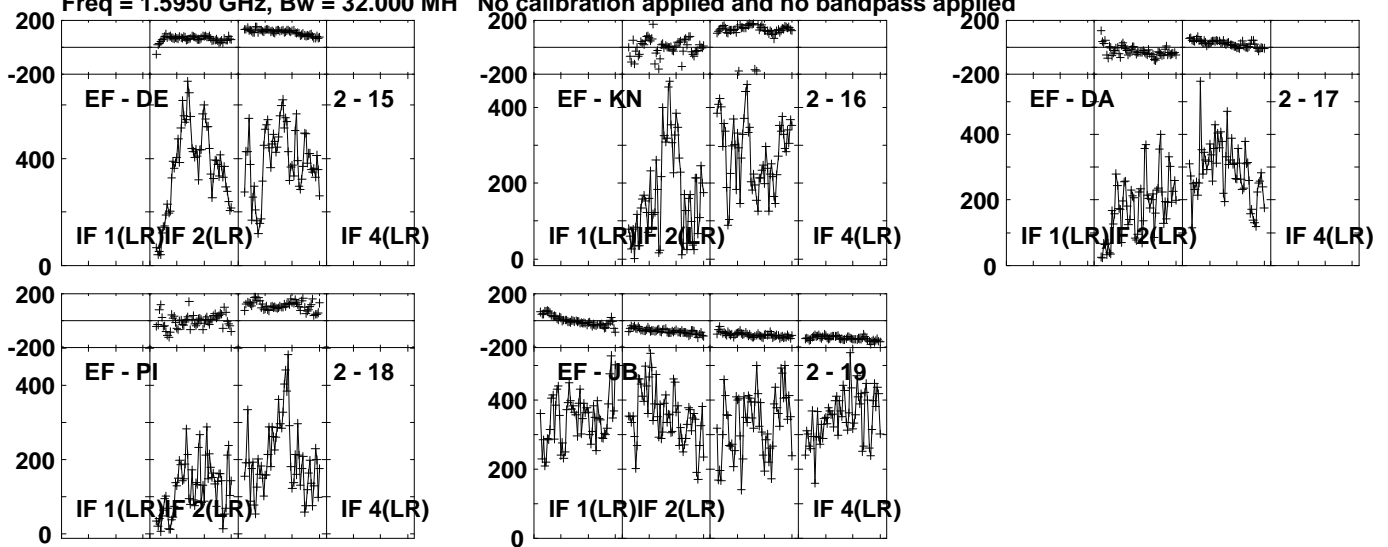 Freq = 1.5950 GHz, Bw = 32.000 MH No calibration applied and no bandpass applied
200
-200
EF - DE 2 - 15
400
IF 1(LR) IF 2(LR) IF 4(LR)
0
200
-200
EF - KN 2 - 16
400
200
IF 1(LR) IF 2(LR) IF 4(LR)
0
200
-200
EF - DA 2 - 17
400
200
IF 1(LR) IF 2(LR) IF 4(LR)
0
200
-200
EF - PI 2 - 18
400
200
IF 1(LR) IF 2(LR) IF 4(LR)
0
200
-200
EF - JB 2 - 19
400
200
IF 1(LR) IF 2(LR) IF 4(LR)
0